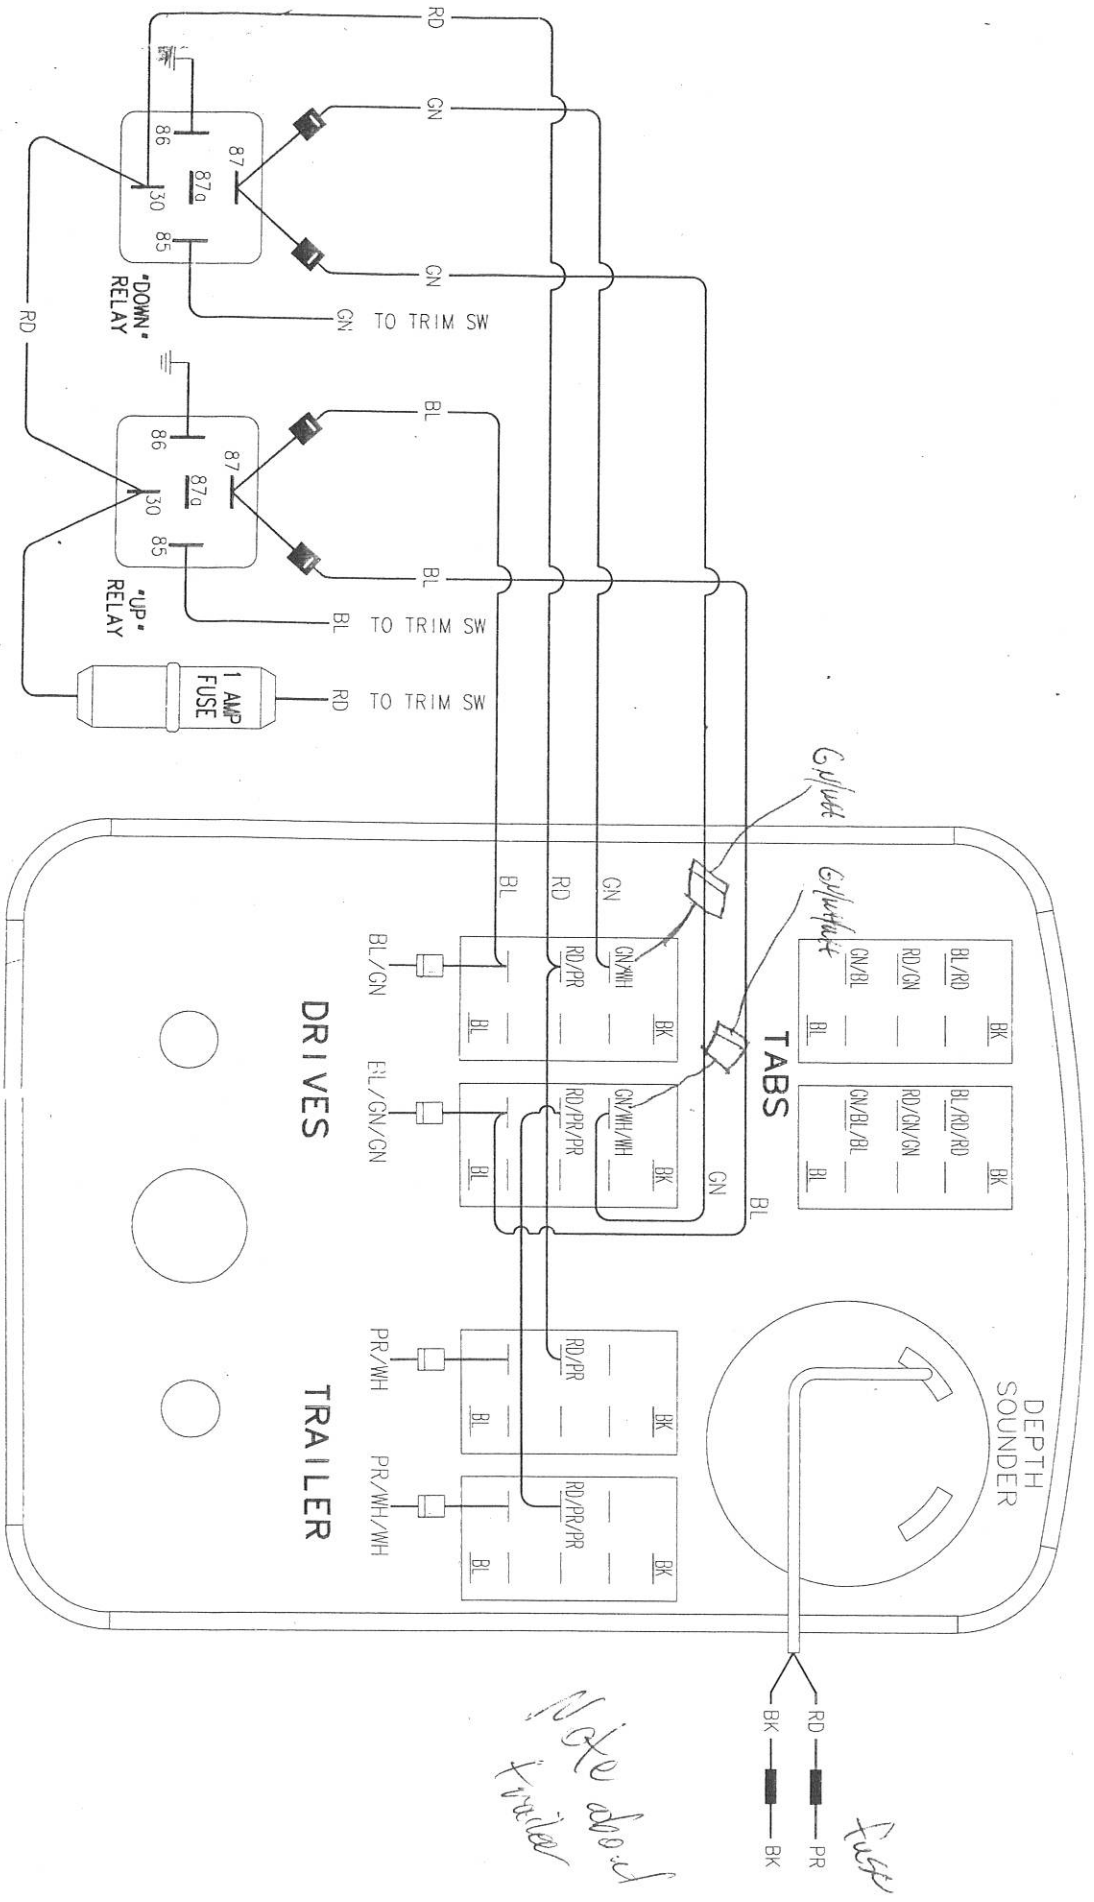 RD
GN
GN
86
87
87a
30
85
"DOWN"
RELAY
GN TO TRIM SW
RD
BL
BL
86
87
87a
30
85
"UP"
RELAY
BL TO TRIM SW
1 AMP
FUSE
RD TO TRIM SW
GN/WH/WH
TABS
BL/RD
RD/GN
GN/BL
BK
BL
BL/RD/RD
RD/GN/GN
GN/BL/BL
BK
BL
GN
RD
BL
GN/WH
RD/PR
BL/GN
BK
BL
GN/WH/WH
RD/PR/PR
BL/GN/GN
BK
BL
GN
BL
DRIVES
DEPTH
SOUNDER
RD/PR
PR/WH
BK
BL
RD/PR/PR
PR/WH/WH
BK
BL
TRAILER
RD PR
BK BK
fuse
Note about
trailer